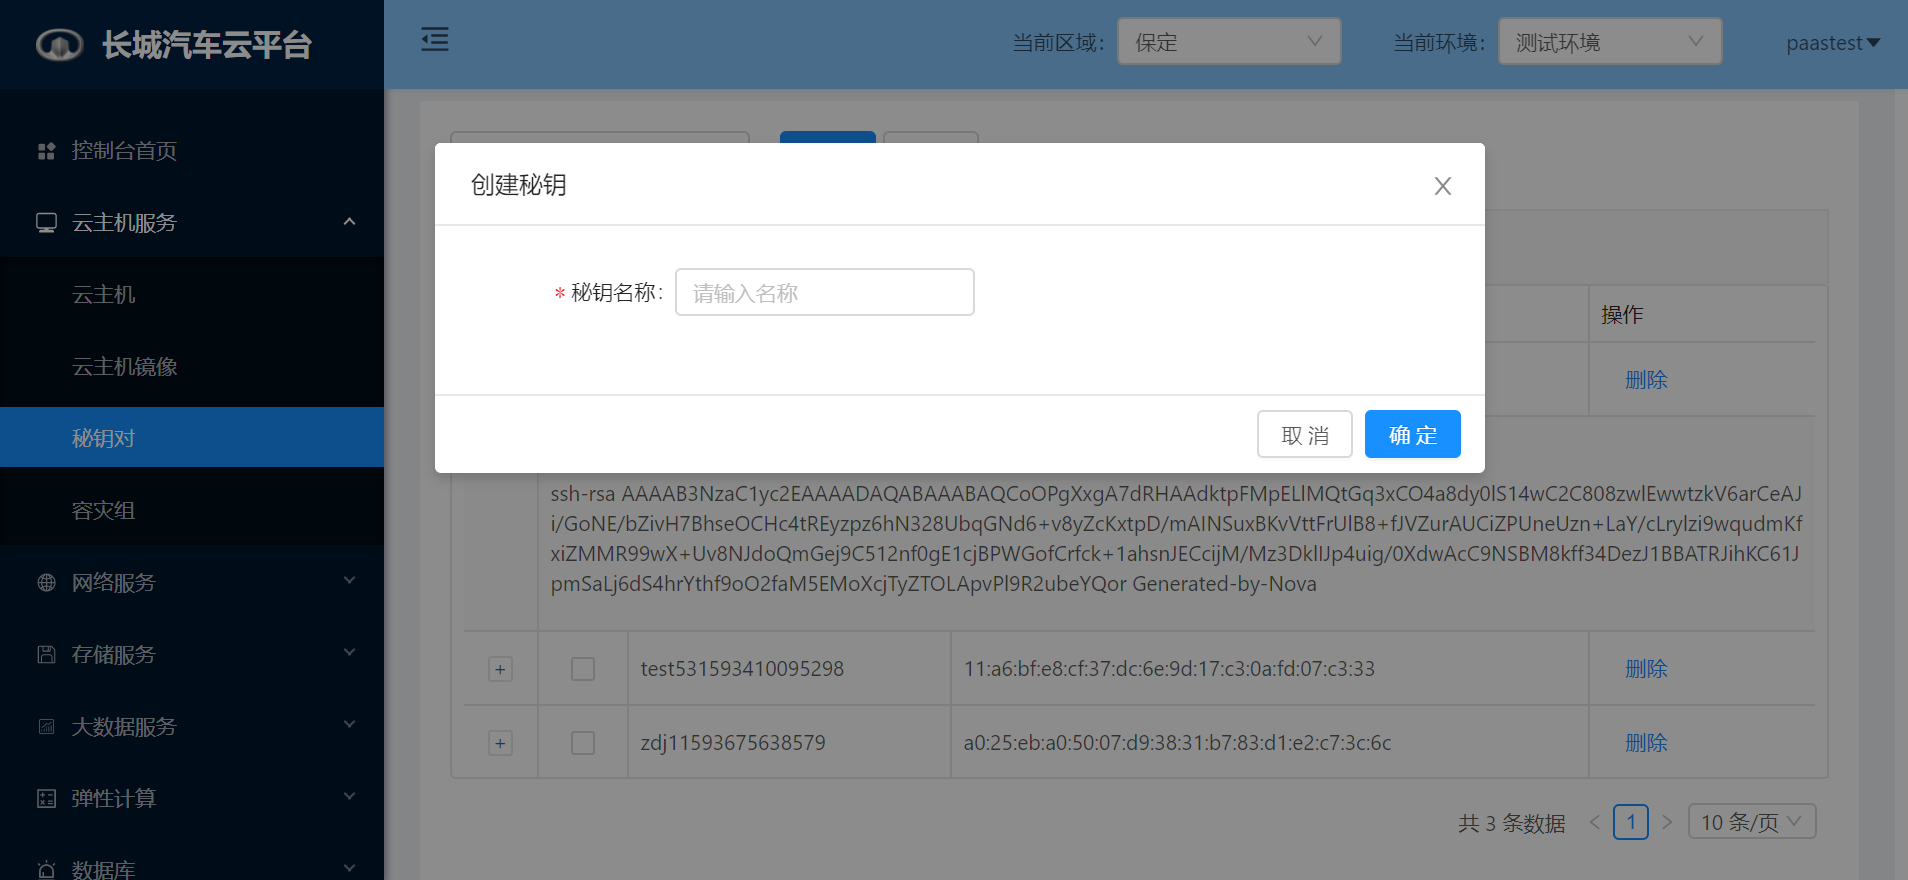 长城汽车云平台
当前区域： 保定 当前环境： 测试环境 paastest
控制台首页
云主机服务
云主机
云主机镜像
秘钥对
容灾组
网络服务
存储服务
大数据服务
弹性计算
数据库
创建秘钥
* 秘钥名称： 请输入名称
取 消 确 定
操作
删除
ssh-rsa AAAAB3NzaC1yc2EAAAADAQABAAABAQCoOPgXxgA7dRHAAdktpFMpELlMQtGq3xCO4a8dy0lS14wC2C808zwlEwwtzkV6arCeAJ
i/GoNE/bZivH7BhseOCHc4tREyzpz6hN328UbqGNd6+v8yZcKxtpD/mAINSuxBKvVttFrUlB8+fJVZurAUCiZPUneUzn+LaY/cLrylzi9wqudmKf
xiZMMR99wX+Uv8NJdoQmGej9C512nf0gE1cjBPWGofCrfck+1ahsnJECcijM/Mz3DklIJp4uig/0XdwAcC9NSBM8kff34DezJ1BBATRJihKC61J
pmSaLj6dS4hrYthf9oO2faM5EMoXcjTyZTOLApvPl9R2ubeYQor Generated-by-Nova
test531593410095298 11:a6:bf:e8:cf:37:dc:6e:9d:17:c3:0a:fd:07:c3:33 删除
zdj11593675638579 a0:25:eb:a0:50:07:d9:38:31:b7:83:d1:e2:c7:3c:6c 删除
共 3 条数据 < 1 > 10 条/页